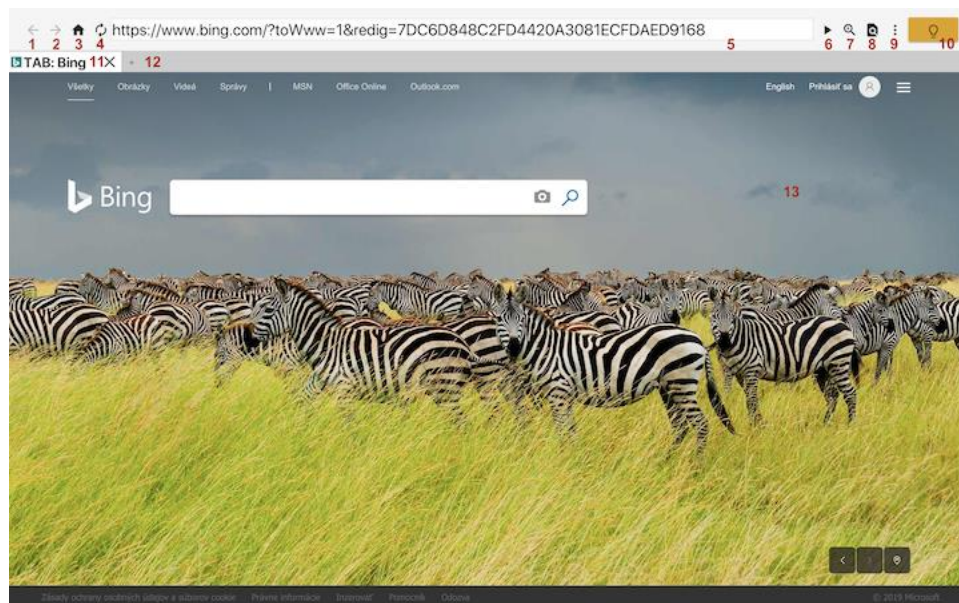 https://www.bing.com/?toWww=1&redig=7DC6D848C2FD4420A3081ECFDAED9168
1 2 3 4 5 6 7 8 9 10
TAB: Bing 11 12
Všetky Obrázky Videá Správy | MSN Office Online Outlook.com English Prihlásiť sa
Bing
13
Zásady ochrany osobných údajov a súborov cookie Právne informácie Inzerovať Pomocník Odozva © 2019 Microsoft